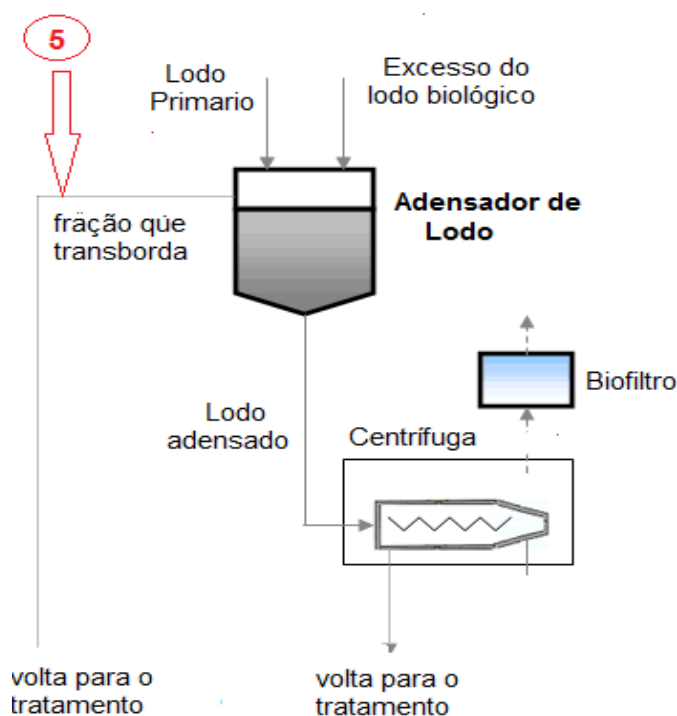 5
Lodo
Primario
Excesso do
lodo biológico
Adensador de
Lodo
fração que
transborda
Biofiltro
Lodo
adensado
Centrífuga
volta para o
tratamento
volta para o
tratamento